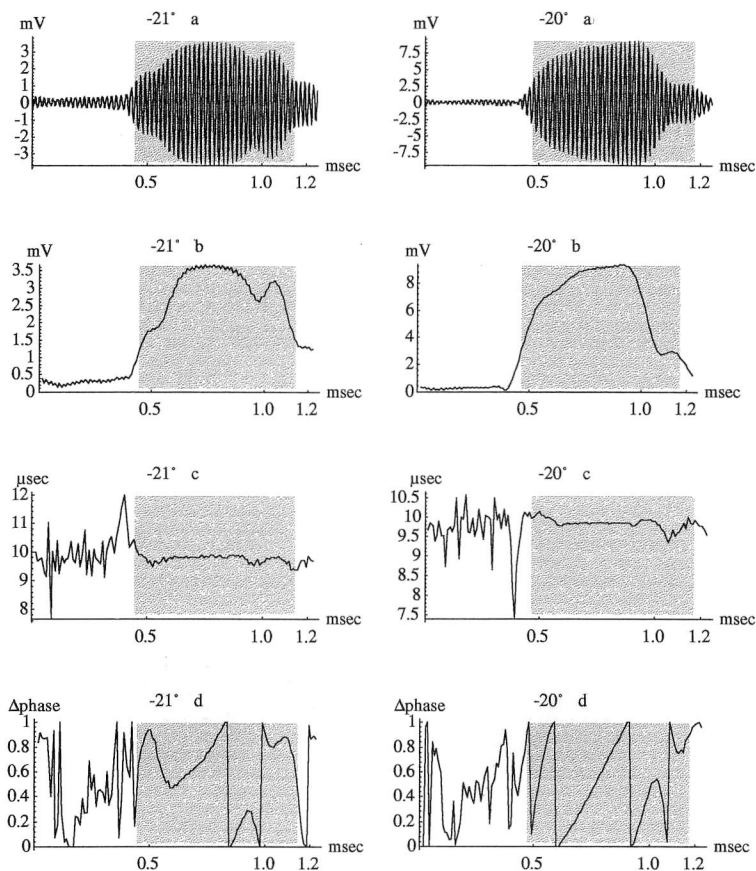 -21° a
mV
3
2
1
0
-1
-2
-3
0.5 1.0 1.2 msec
-20° a
mV
7.5
5
2.5
0
-2.5
-5
-7.5
0.5 1.0 1.2 msec
-21° b
mV
3.5
3
2.5
2
1.5
1
0.5
0
0.5 1.0 1.2 msec
-20° b
mV
8
6
4
2
0
0.5 1.0 1.2 msec
-21° c
µsec
12
11
10
9
8
0.5 1.0 1.2 msec
-20° c
µsec
10.5
10
9.5
9
8.5
8
7.5
0.5 1.0 1.2 msec
-21° d
Δphase
1
0.8
0.6
0.4
0.2
0
0.5 1.0 1.2 msec
-20° d
Δphase
1
0.8
0.6
0.4
0.2
0
0.5 1.0 1.2 msec